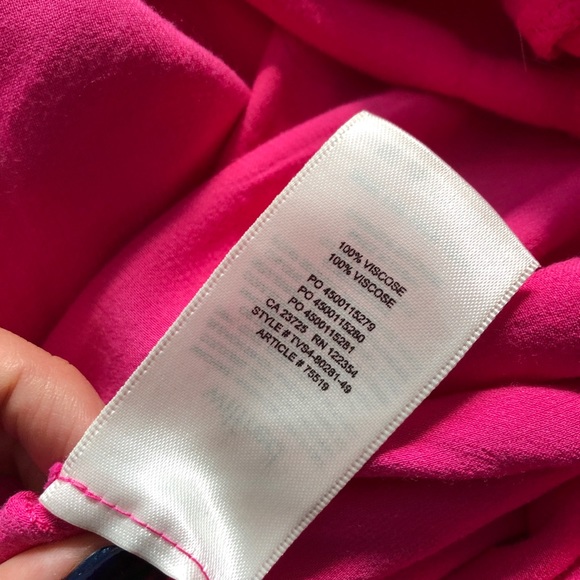 100% VISCOSE
100% VISCOSE
PO 4500115279
PO 4500115280
PO 4500115281
CA 23725 RN 122354
STYLE # TVS4-80281-49
ARTICLE # 75519